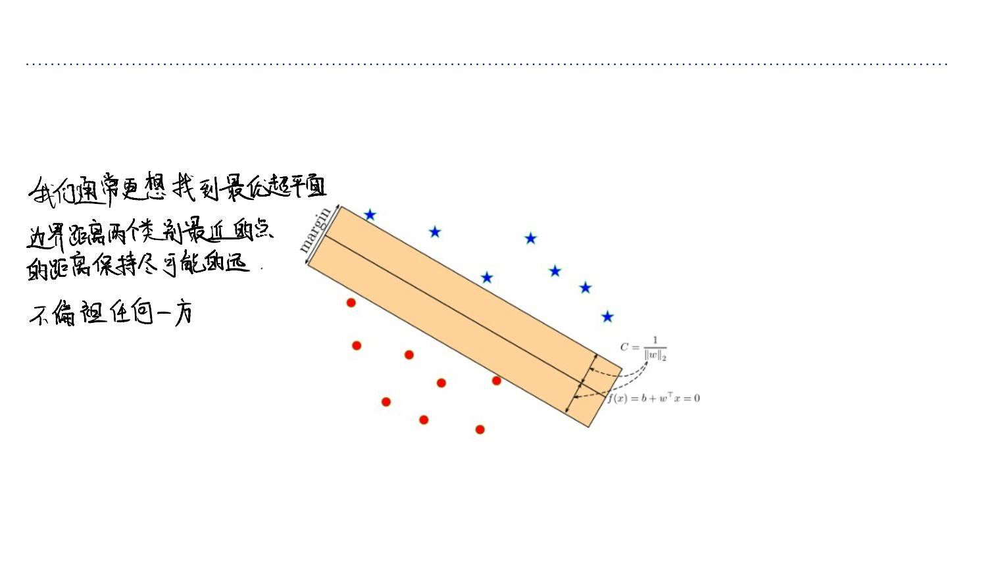 我们通常更想找到最优超平面
边界距离两个类别最近的点
的距离保持尽可能的远.
不偏袒任何一方
margin
C = 1/‖w‖₂
f(x) = b + w⊤x = 0